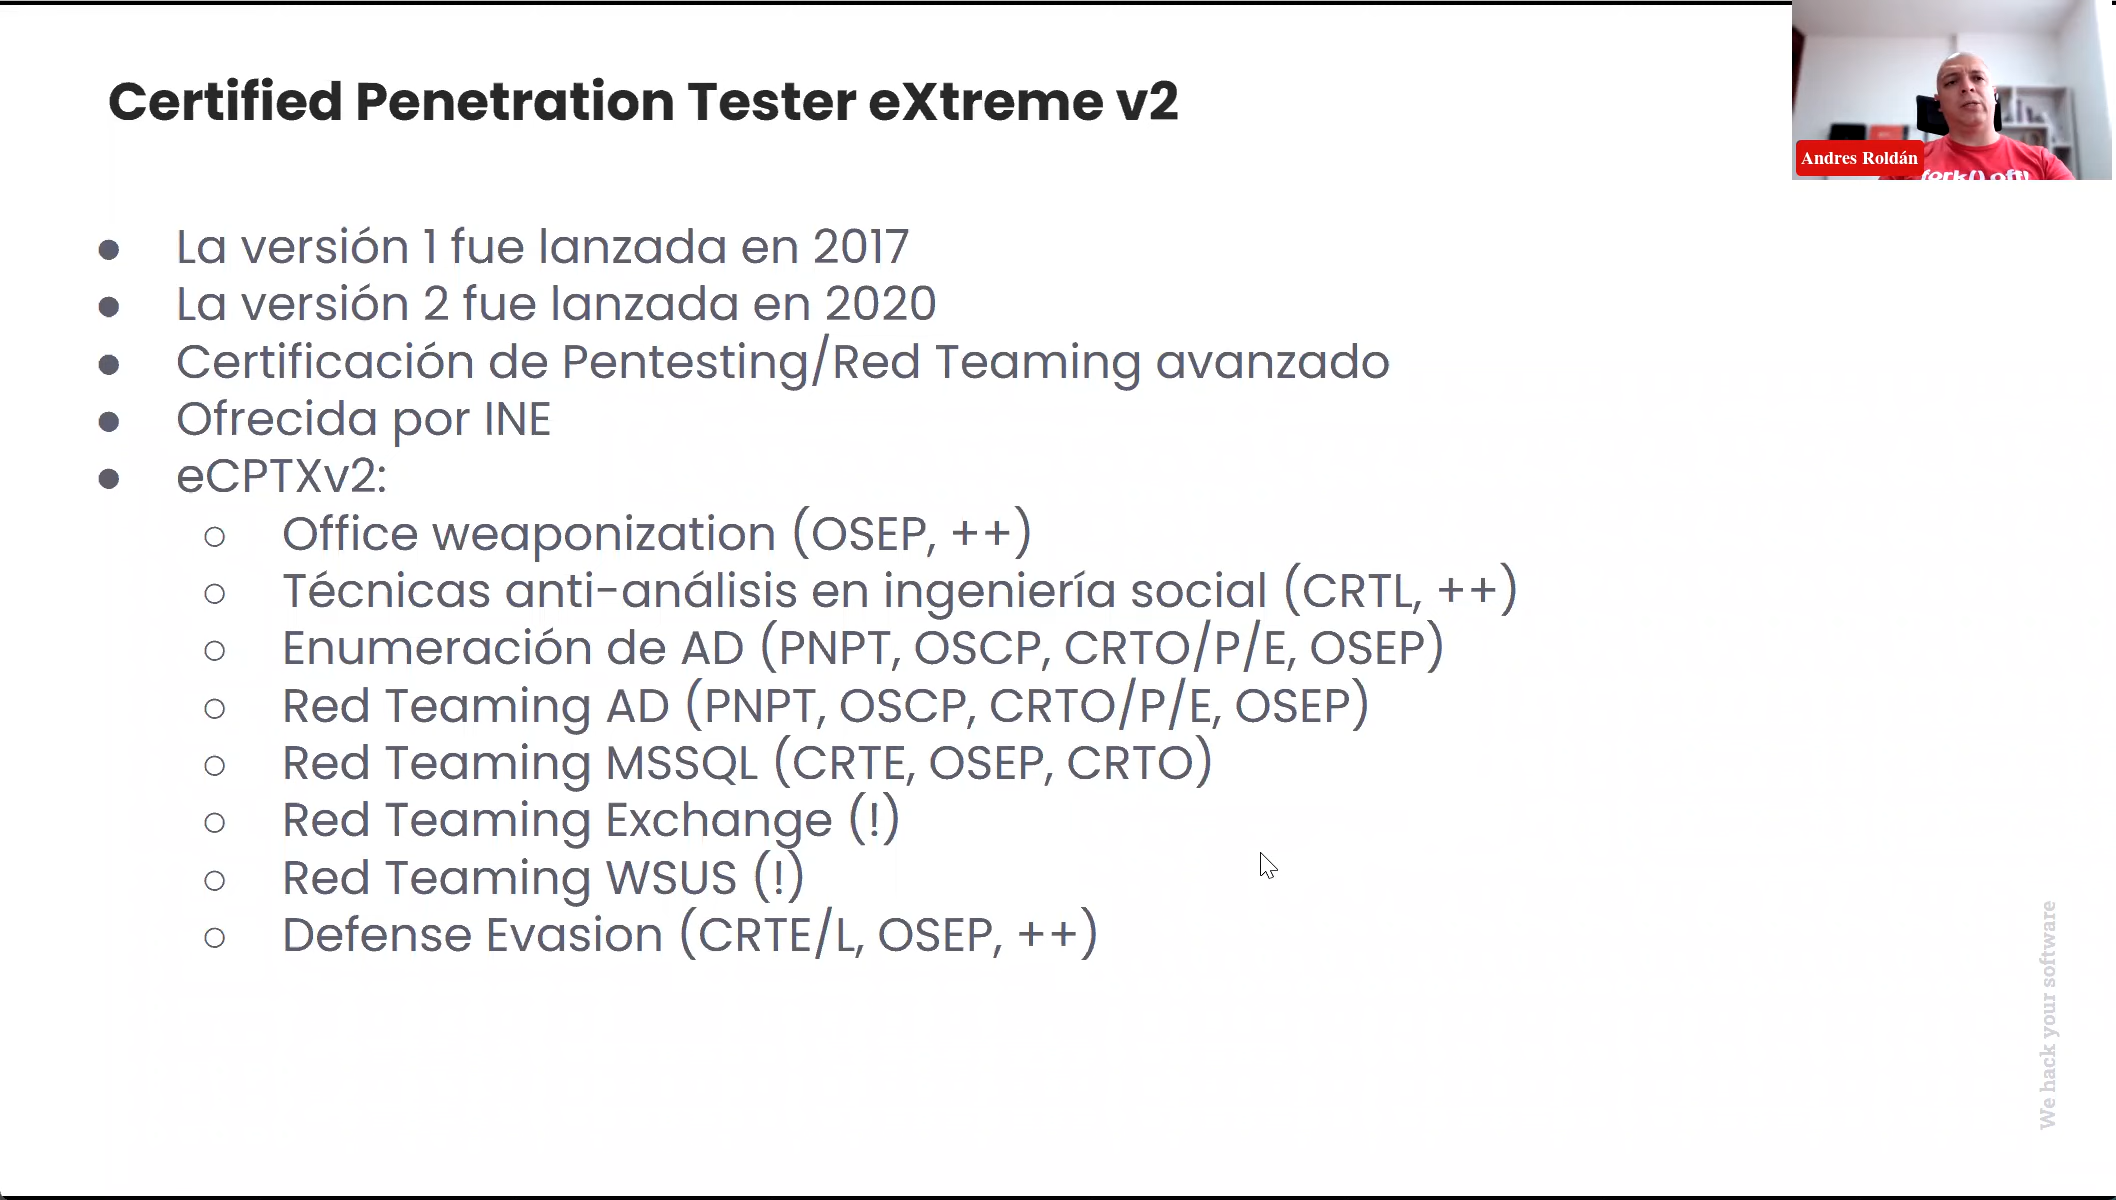 Certified Penetration Tester eXtreme v2
Andres Roldán
● La versión 1 fue lanzada en 2017
● La versión 2 fue lanzada en 2020
● Certificación de Pentesting/Red Teaming avanzado
● Ofrecida por INE
● eCPTXv2:
○ Office weaponization (OSEP, ++)
○ Técnicas anti-análisis en ingeniería social (CRTL, ++)
○ Enumeración de AD (PNPT, OSCP, CRTO/P/E, OSEP)
○ Red Teaming AD (PNPT, OSCP, CRTO/P/E, OSEP)
○ Red Teaming MSSQL (CRTE, OSEP, CRTO)
○ Red Teaming Exchange (!)
○ Red Teaming WSUS (!)
○ Defense Evasion (CRTE/L, OSEP, ++)
We hack your software